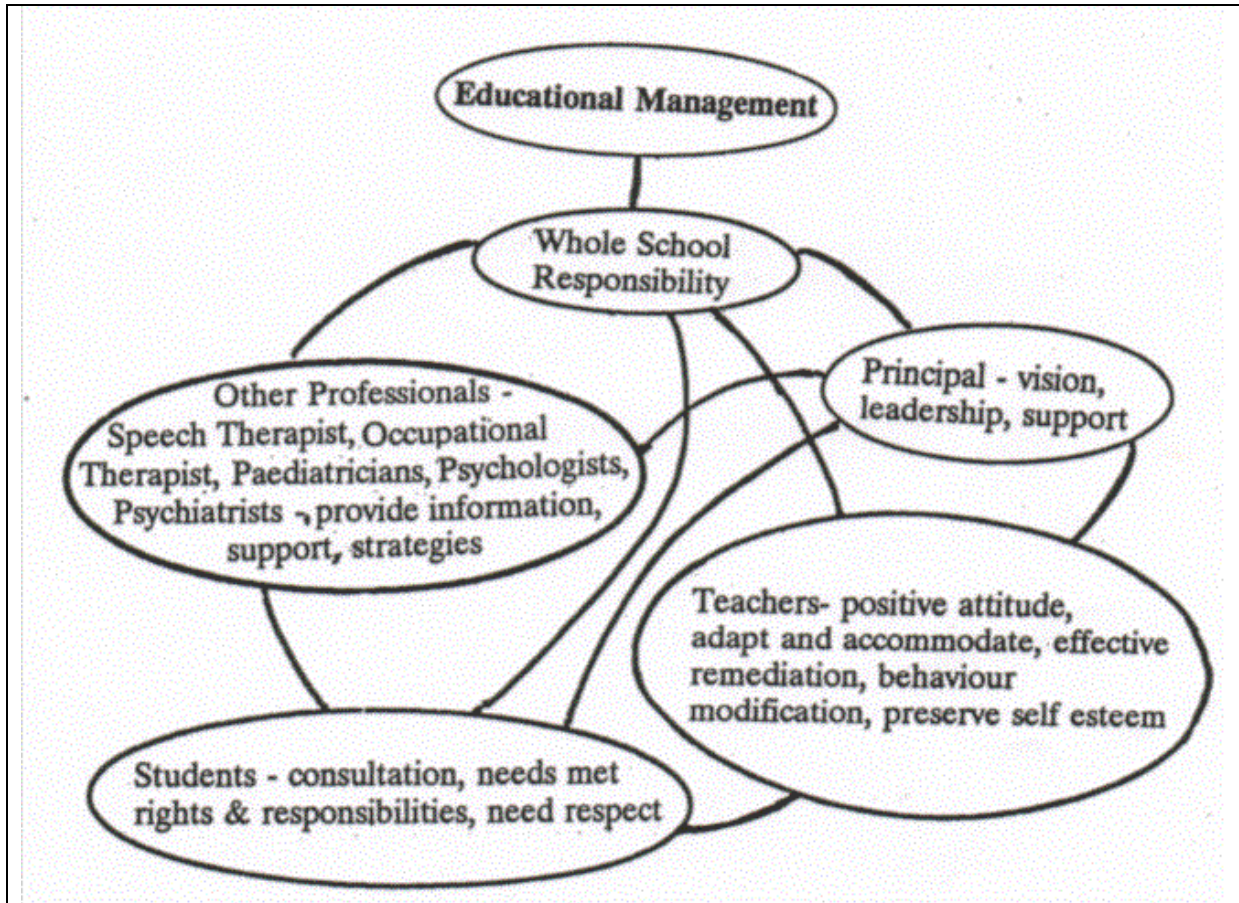 Educational Management
Whole School
Responsibility
Other Professionals -
Speech Therapist, Occupational
Therapist, Paediatricians, Psychologists,
Psychiatrists - provide information,
support, strategies
Principal - vision,
leadership, support
Teachers- positive attitude,
adapt and accommodate, effective
remediation, behaviour
modification, preserve self esteem
Students - consultation, needs met
rights & responsibilities, need respect